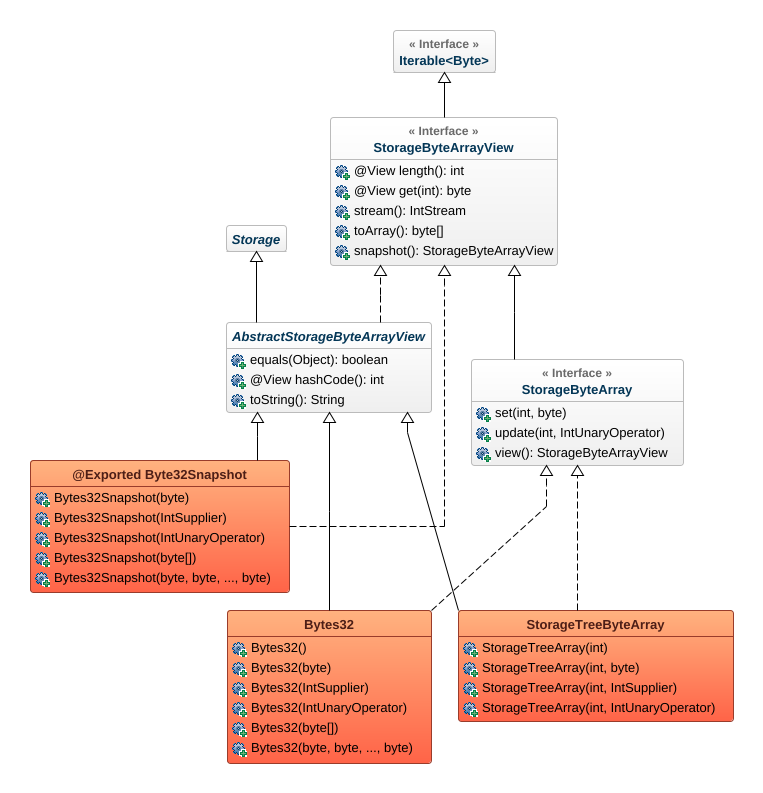 « Interface »
Iterable<Byte>
« Interface »
StorageByteArrayView
@View length(): int
@View get(int): byte
stream(): IntStream
toArray(): byte[]
snapshot(): StorageByteArrayView
Storage
AbstractStorageByteArrayView
equals(Object): boolean
@View hashCode(): int
toString(): String
« Interface »
StorageByteArray
set(int, byte)
update(int, IntUnaryOperator)
view(): StorageByteArrayView
@Exported Byte32Snapshot
Bytes32Snapshot(byte)
Bytes32Snapshot(IntSupplier)
Bytes32Snapshot(IntUnaryOperator)
Bytes32Snapshot(byte[])
Bytes32Snapshot(byte, byte, ..., byte)
Bytes32
Bytes32()
Bytes32(byte)
Bytes32(IntSupplier)
Bytes32(IntUnaryOperator)
Bytes32(byte[])
Bytes32(byte, byte, ..., byte)
StorageTreeByteArray
StorageTreeArray(int)
StorageTreeArray(int, byte)
StorageTreeArray(int, IntSupplier)
StorageTreeArray(int, IntUnaryOperator)